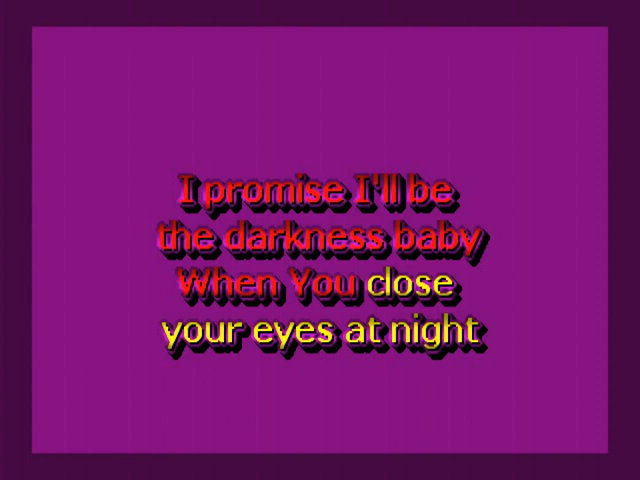 I promise I'll be
the darkness baby
When You close
your eyes at night